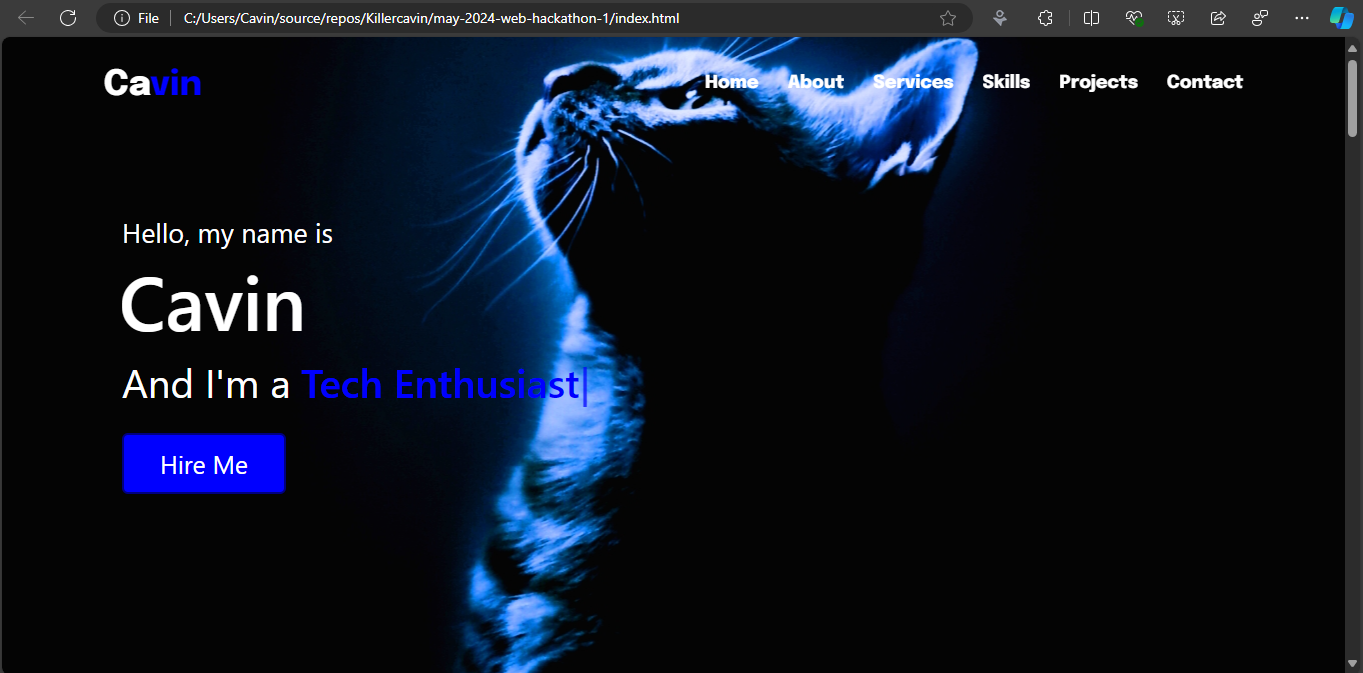 File C:/Users/Cavin/source/repos/Killercavin/may-2024-web-hackathon-1/index.html
Cavin Home About Services Skills Projects Contact
Hello, my name is
Cavin
And I'm a Tech Enthusiast|
Hire Me